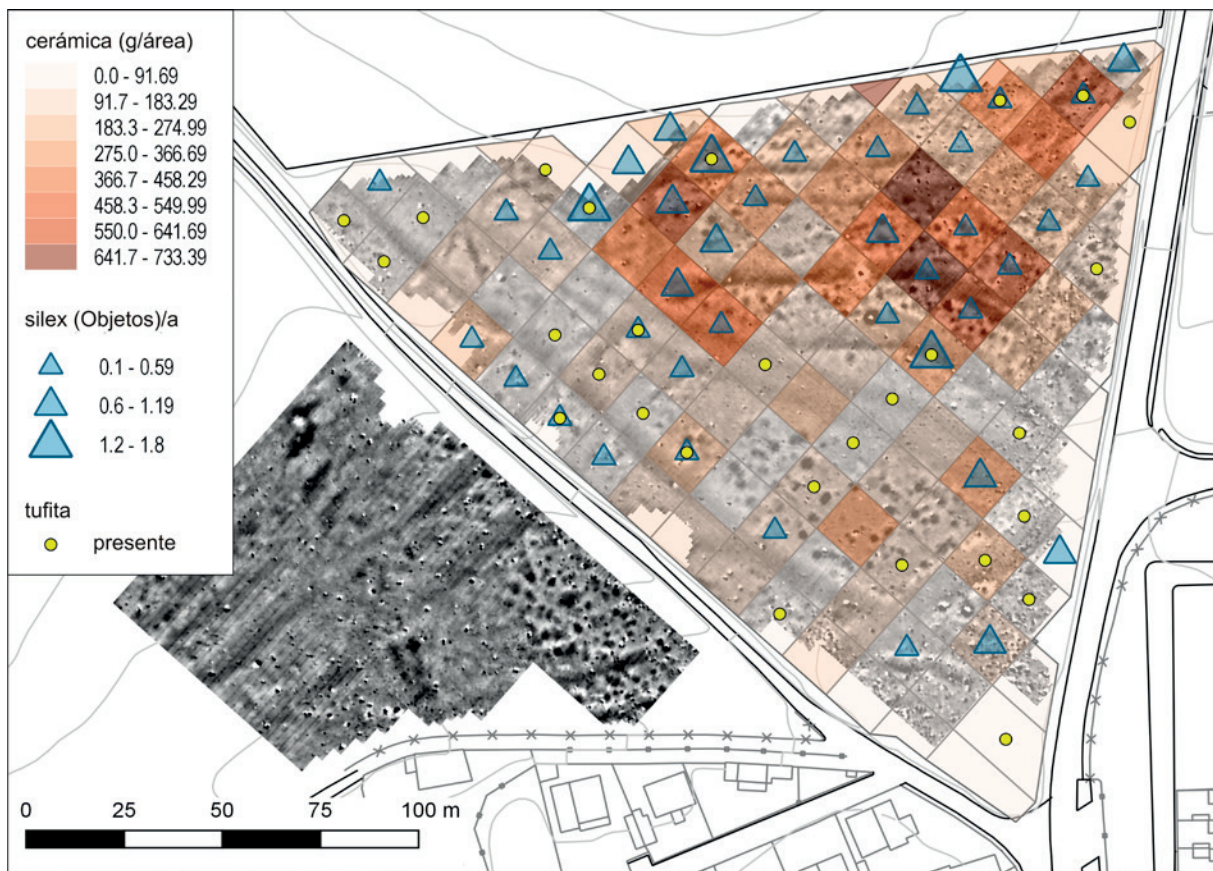 cerámica (g/área)
0.0 - 91.69
91.7 - 183.29
183.3 - 274.99
275.0 - 366.69
366.7 - 458.29
458.3 - 549.99
550.0 - 641.69
641.7 - 733.39
silex (Objetos)/a
0.1 - 0.59
0.6 - 1.19
1.2 - 1.8
tufita
presente
0 25 50 75 100 m